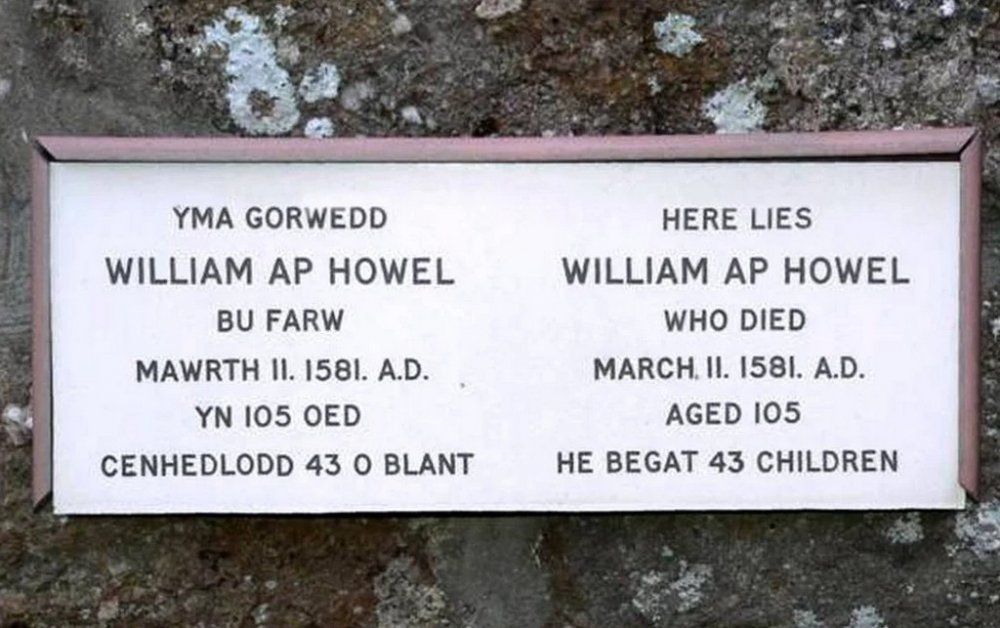 YMA GORWEDD
WILLIAM AP HOWEL
BU FARW
MAWRTH 11. 1581. A.D.
YN 105 OED
CENHEDLODD 43 O BLANT
HERE LIES
WILLIAM AP HOWEL
WHO DIED
MARCH. 11. 1581. A.D.
AGED 105
HE BEGAT 43 CHILDREN